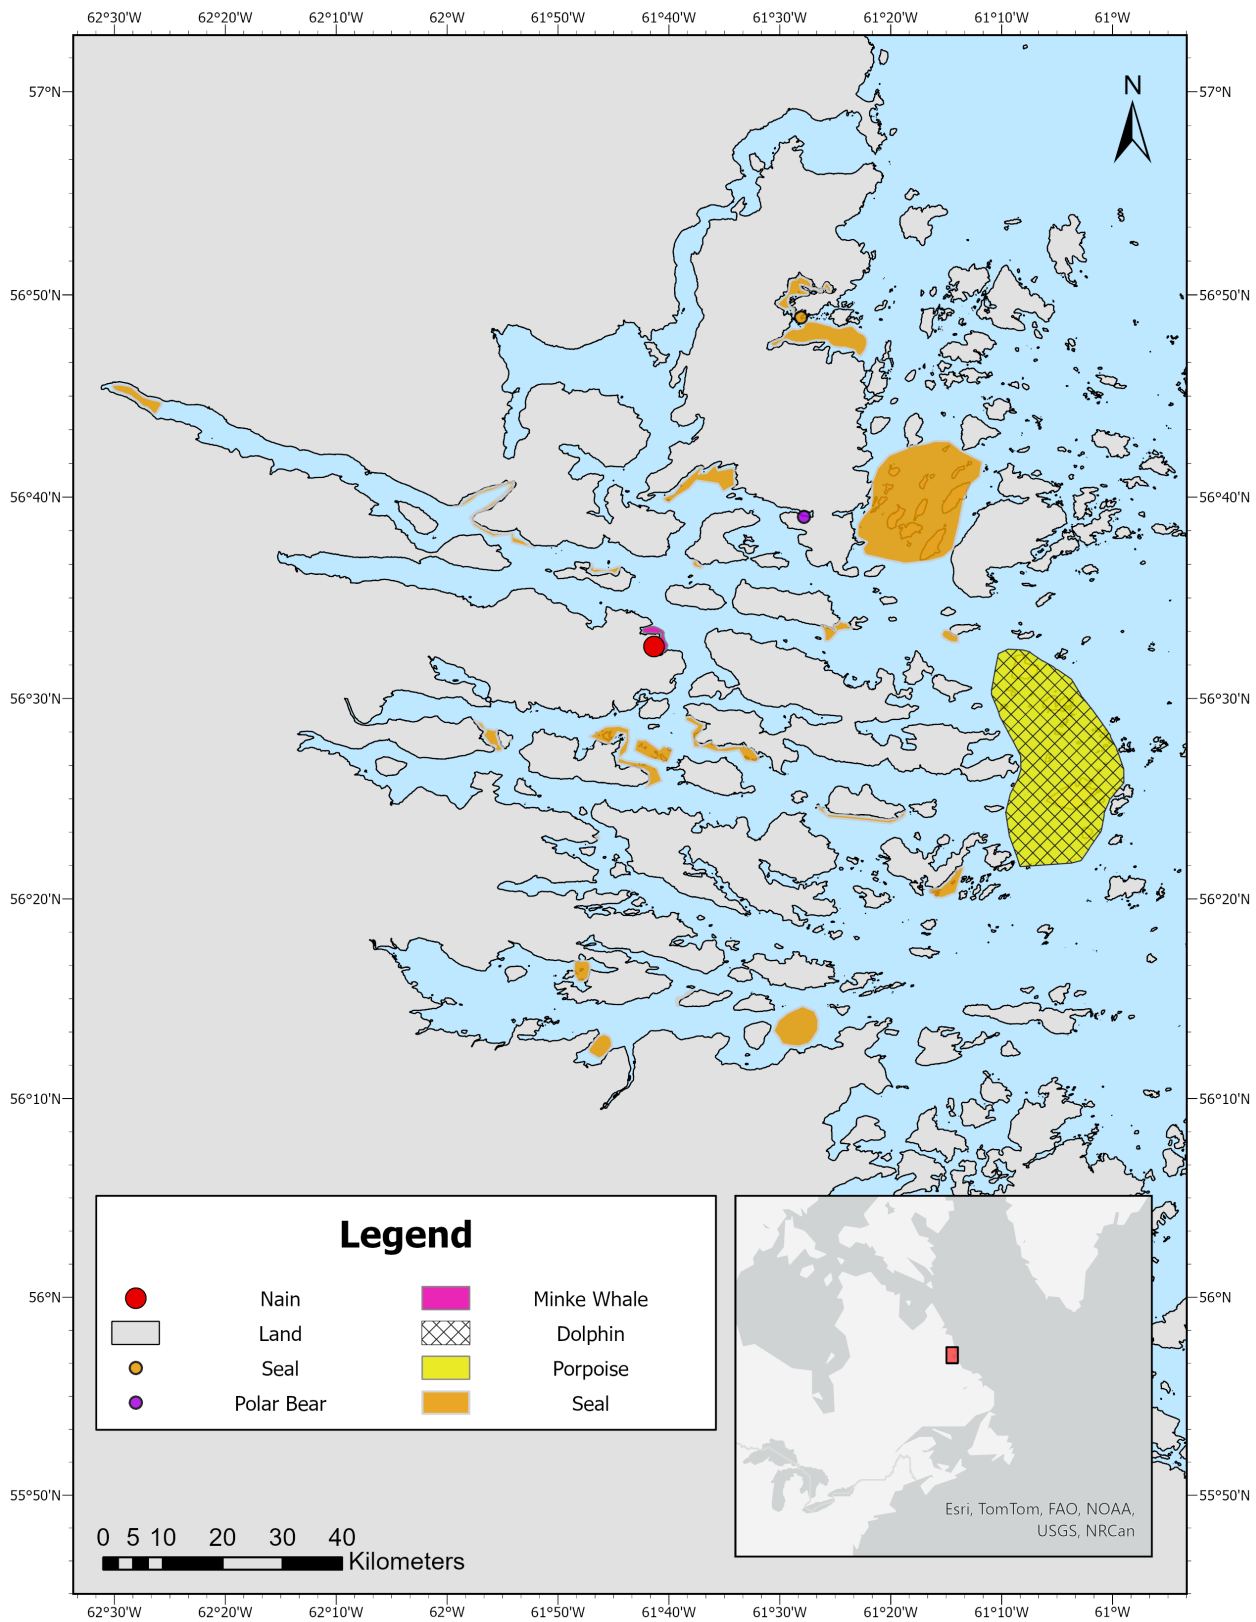 62°30'W 62°20'W 62°10'W 62°W 61°50'W 61°40'W 61°30'W 61°20'W 61°10'W 61°W
N
57°N 57°N
56°50'N 56°50'N
56°40'N 56°40'N
56°30'N 56°30'N
56°20'N 56°20'N
56°10'N 56°10'N
Legend
Nain Minke Whale
Land Dolphin
Seal Porpoise
Polar Bear Seal
56°N 56°N
55°50'N 55°50'N
Esri, TomTom, FAO, NOAA,
USGS, NRCan
0 5 10 20 30 40
Kilometers
62°30'W 62°20'W 62°10'W 62°W 61°50'W 61°40'W 61°30'W 61°20'W 61°10'W 61°W